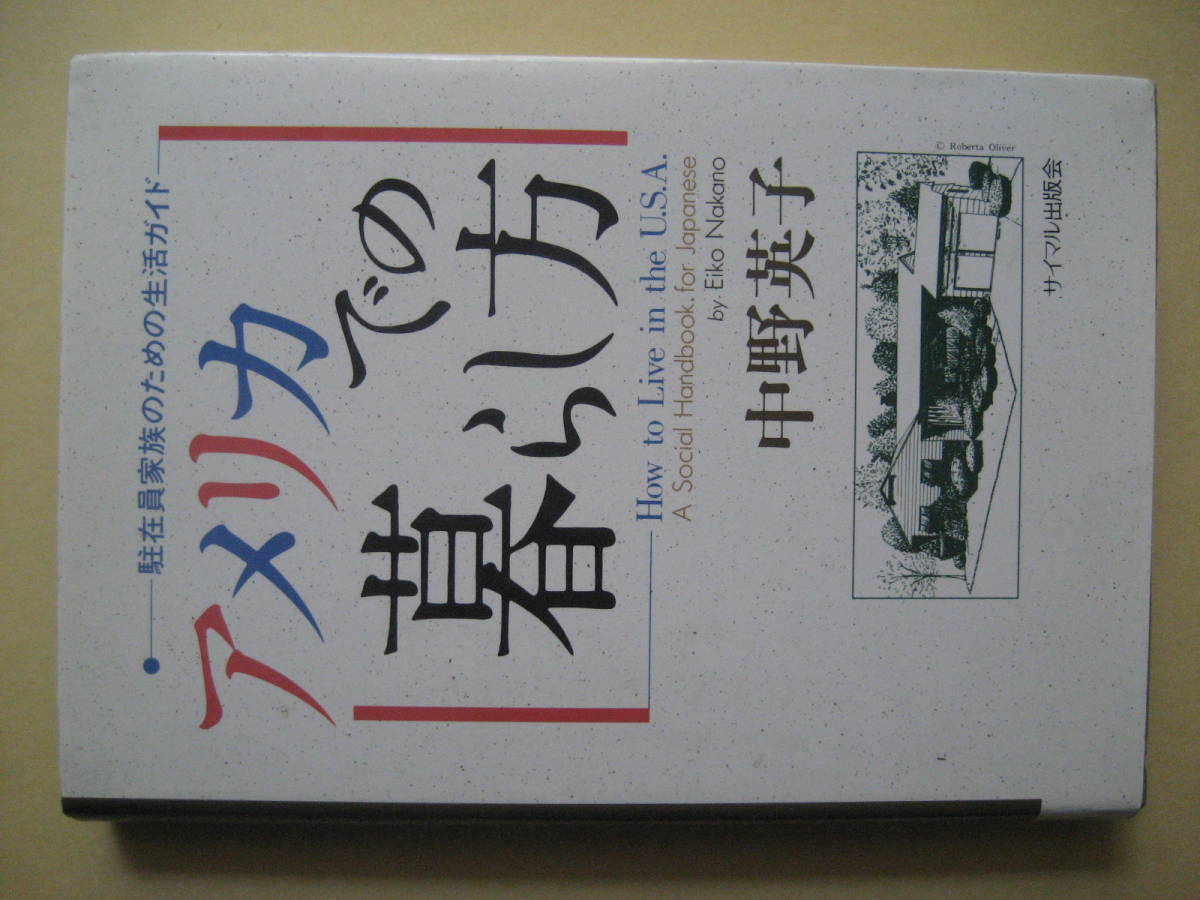 駐在員家族のための生活ガイド
アメリカ
での
暮らし方
How to Live in the U.S.A.
A Social Handbook for Japanese
by Eiko Nakano
中野英子
© Roberta Oliver
サイマル出版会